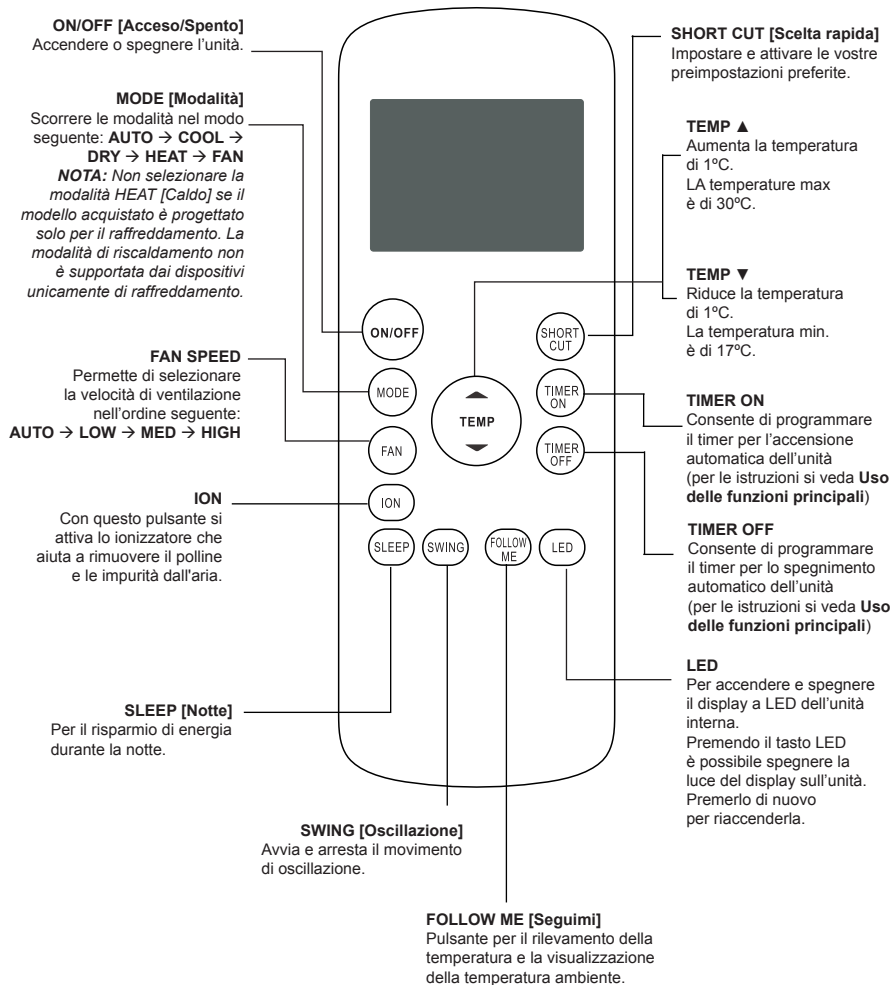 ON/OFF [Acceso/Spento]
Accendere o spegnere l'unità.
MODE [Modalità]
Scorrere le modalità nel modo
seguente: AUTO → COOL →
DRY → HEAT → FAN
NOTA: Non selezionare la
modalità HEAT [Caldo] se il
modello acquistato è progettato
solo per il raffreddamento. La
modalità di riscaldamento non
è supportata dai dispositivi
unicamente di raffreddamento.
FAN SPEED
Permette di selezionare
la velocità di ventilazione
nell'ordine seguente:
AUTO → LOW → MED → HIGH
ION
Con questo pulsante si
attiva lo ionizzatore che
aiuta a rimuovere il polline
e le impurità dall'aria.
SLEEP [Notte]
Per il risparmio di energia
durante la notte.
SWING [Oscillazione]
Avvia e arresta il movimento
di oscillazione.
FOLLOW ME [Seguimi]
Pulsante per il rilevamento della
temperatura e la visualizzazione
della temperatura ambiente.
ON/OFF
MODE
FAN
ION
SLEEP
SWING
FOLLOW
ME
LED
TEMP
SHORT
CUT
TIMER
ON
TIMER
OFF
SHORT CUT [Scelta rapida]
Impostare e attivare le vostre
preimpostazioni preferite.
TEMP ▲
Aumenta la temperatura
di 1ºC.
LA temperature max
è di 30ºC.
TEMP ▼
Riduce la temperatura
di 1ºC.
La temperatura min.
è di 17ºC.
TIMER ON
Consente di programmare
il timer per l'accensione
automatica dell'unità
(per le istruzioni si veda Uso
delle funzioni principali)
TIMER OFF
Consente di programmare
il timer per lo spegnimento
automatico dell'unità
(per le istruzioni si veda Uso
delle funzioni principali)
LED
Per accendere e spegnere
il display a LED dell'unità
interna.
Premendo il tasto LED
è possibile spegnere la
luce del display sull'unità.
Premerlo di nuovo
per riaccenderla.